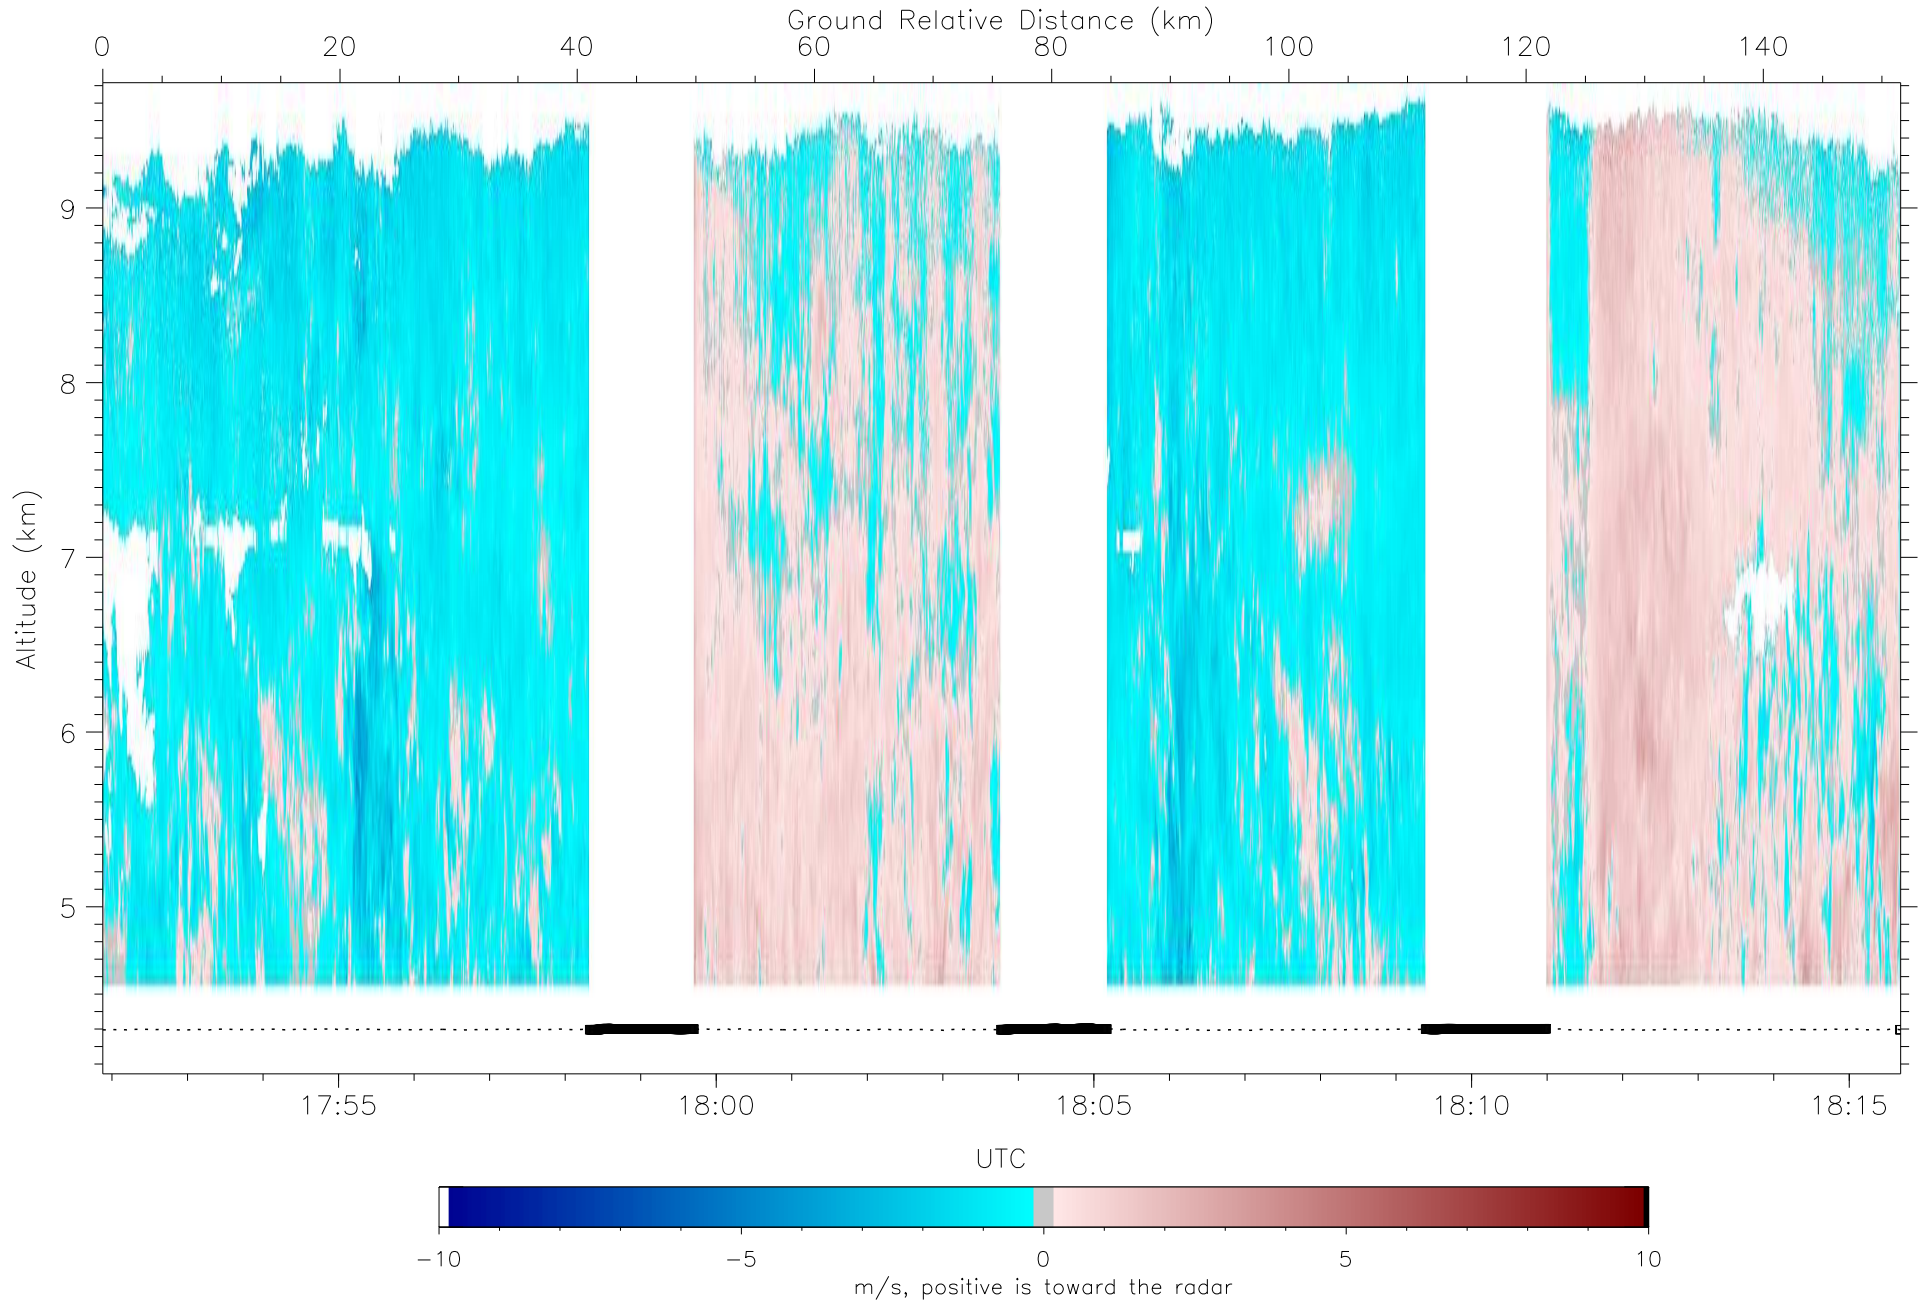 Ground Relative Distance (km)
0 20 40 60 80 100 120 140
Altitude (km)
9
8
7
6
5
17:55 18:00 18:05 18:10 18:15
UTC
−10 −5 0 5 10
m/s, positive is toward the radar